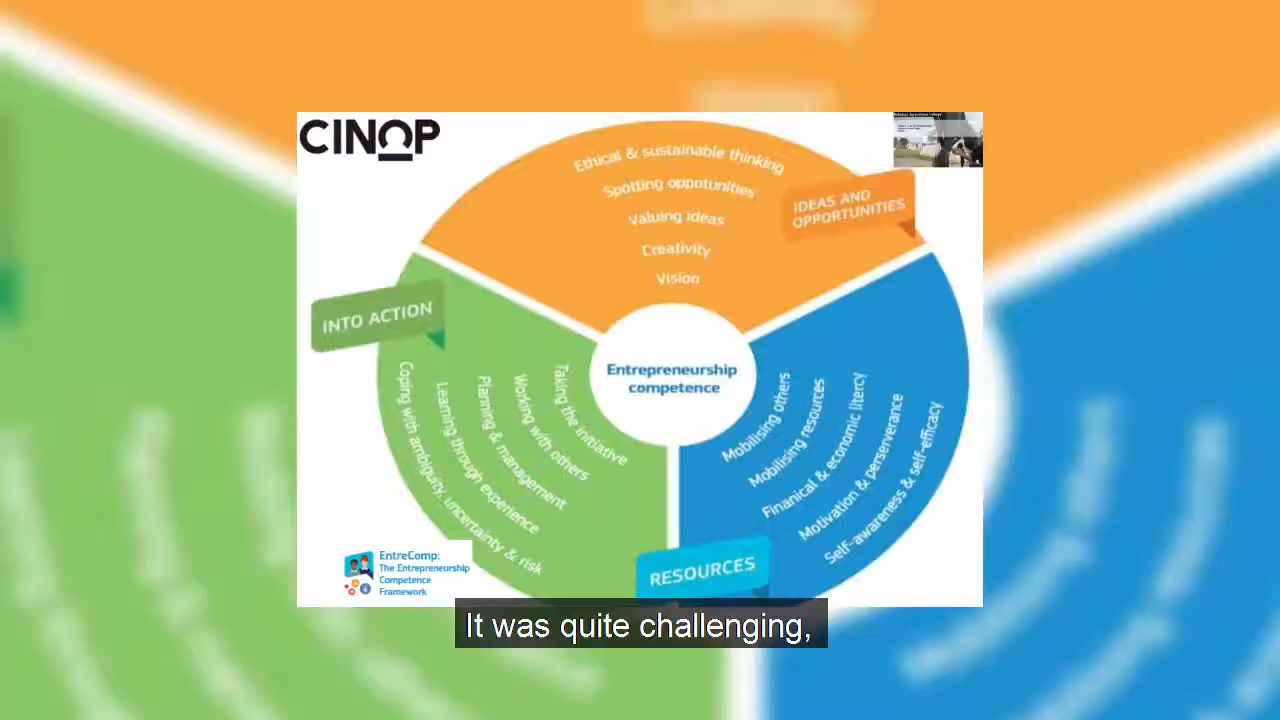 CINOP
Ethical & sustainable thinking
Spotting oppotunities
Valuing ideas
Creativity
Vision
IDEAS AND
OPPORTUNITIES
INTO ACTION
Entrepreneurship
competence
Taking the initiative
Working with others
Planning & management
Learning through experience
Coping with ambiguity, uncertainty & risk
Mobilising others
Mobilising resources
Finanical & economic litercy
Motivation & perserverance
Self-awareness & self-efficacy
RESOURCES
EntreComp:
The Entrepreneurship
Competence
Framework
It was quite challenging,